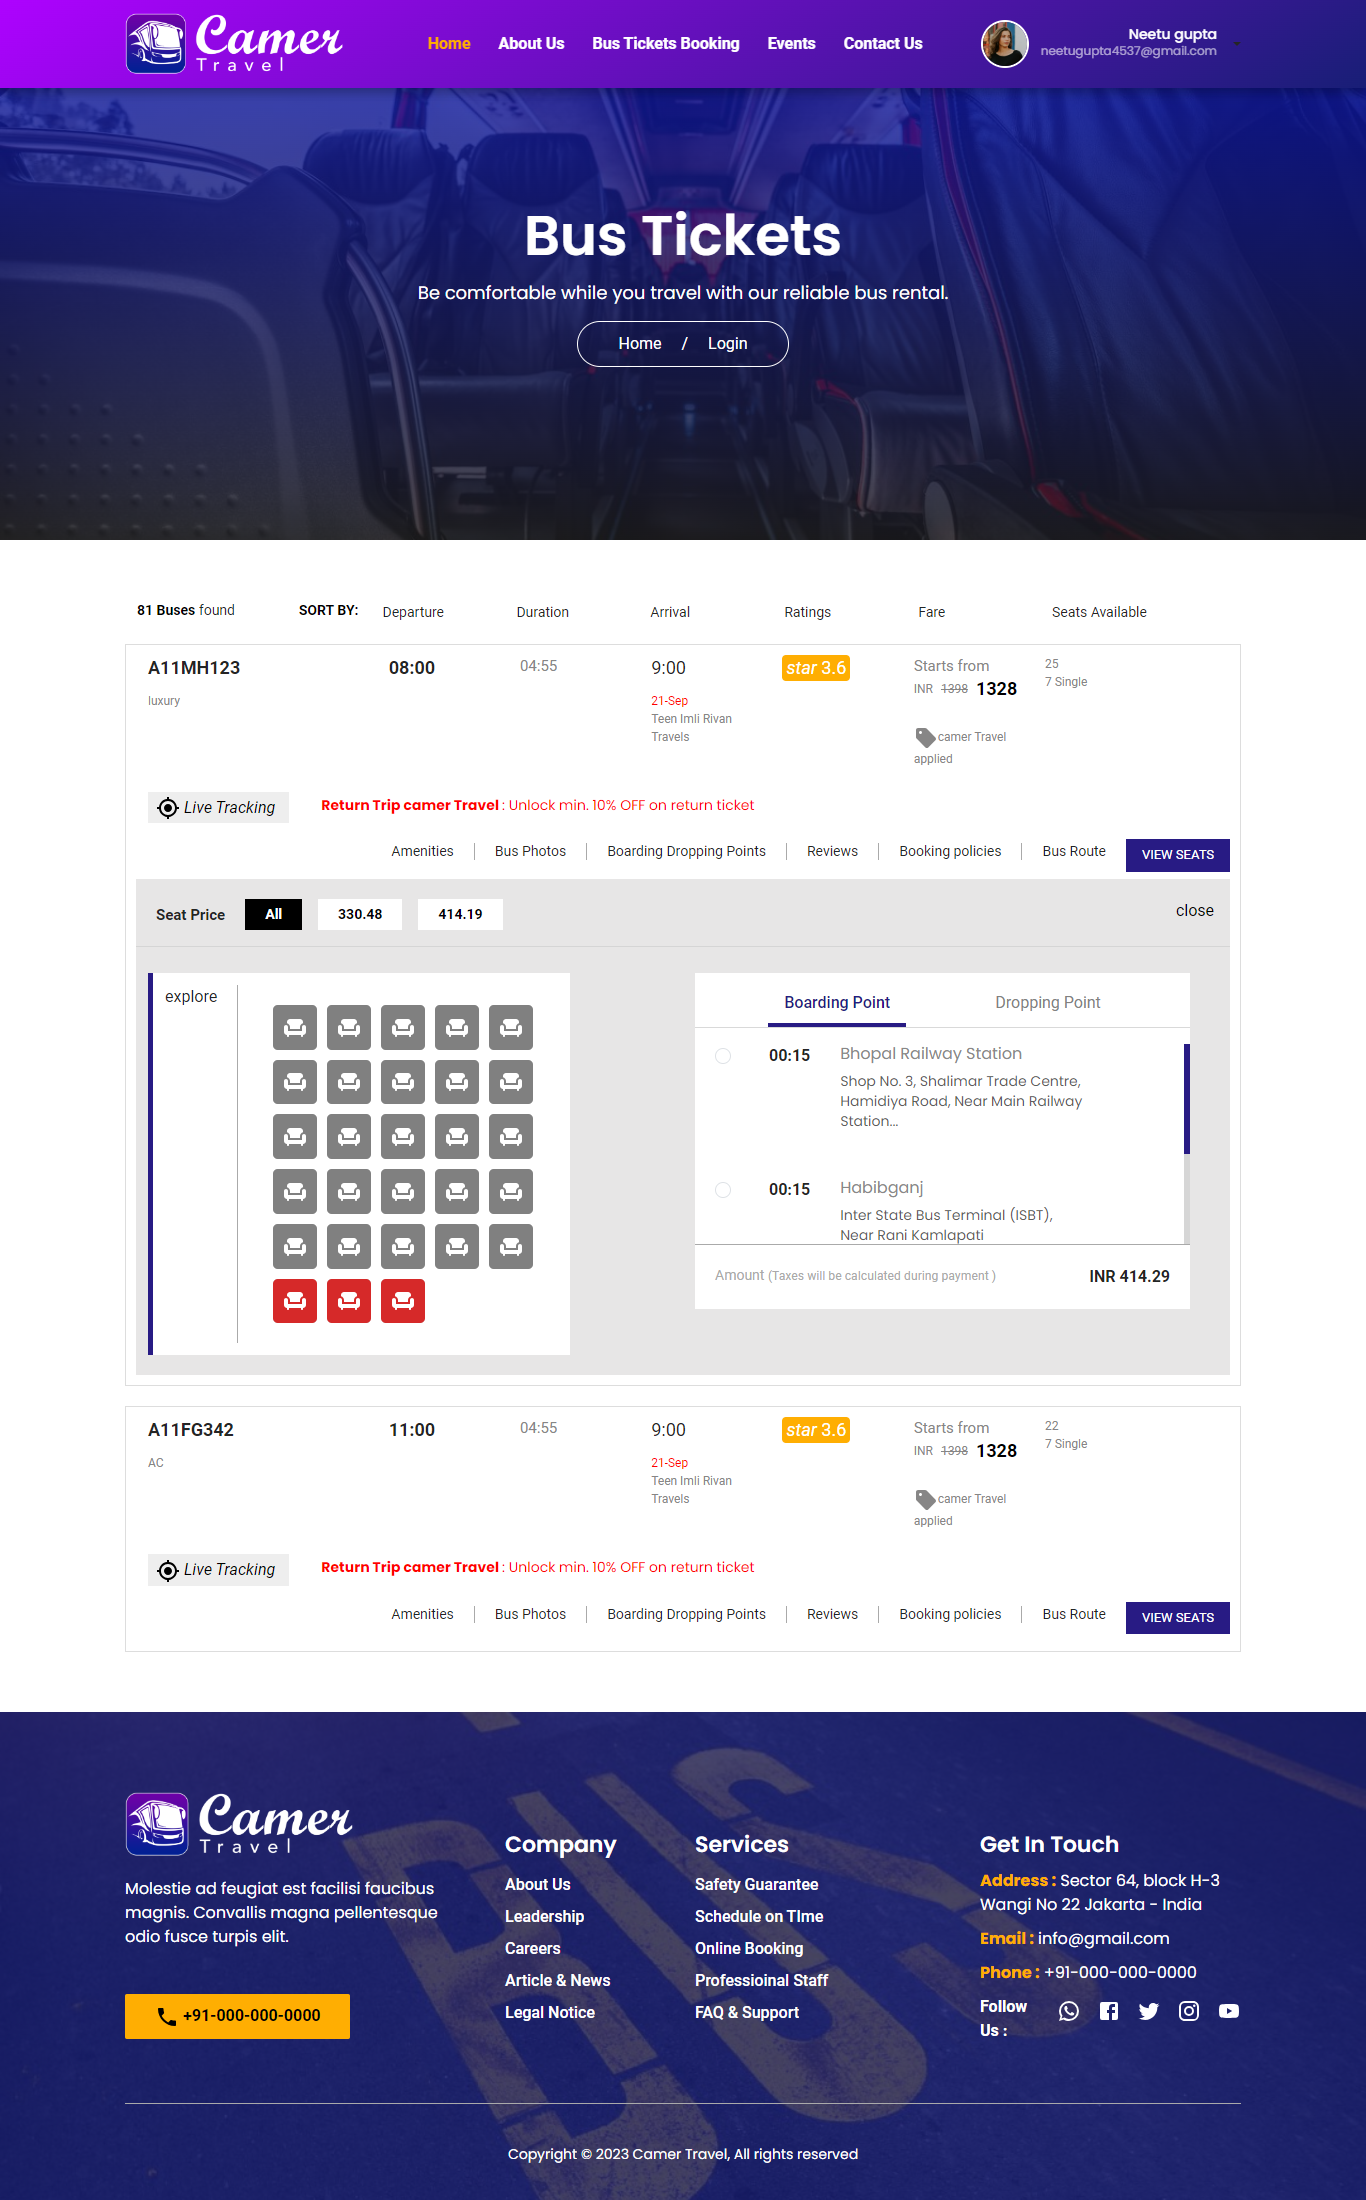 Camer
Travel
Home About Us Bus Tickets Booking Events Contact Us
Neetu gupta
neetugupta4537@gmail.com
Bus Tickets
Be comfortable while you travel with our reliable bus rental.
Home / Login
81 Buses found SORT BY: Departure Duration Arrival Ratings Fare Seats Available
A11MH123 08:00 04:55 9:00 star 3.6 Starts from 25
INR 1398 1328 7 Single
luxury 21-Sep
Teen Imli Rivan
Travels
camer Travel
applied
Live Tracking Return Trip camer Travel : Unlock min. 10% OFF on return ticket
Amenities Bus Photos Boarding Dropping Points Reviews Booking policies Bus Route VIEW SEATS
Seat Price All 330.48 414.19 close
explore
Boarding Point Dropping Point
00:15 Bhopal Railway Station
Shop No. 3, Shalimar Trade Centre,
Hamidiya Road, Near Main Railway
Station...
00:15 Habibganj
Inter State Bus Terminal (ISBT),
Near Rani Kamlapati
Amount (Taxes will be calculated during payment ) INR 414.29
A11FG342 11:00 04:55 9:00 star 3.6 Starts from 22
INR 1398 1328 7 Single
AC 21-Sep
Teen Imli Rivan
Travels
camer Travel
applied
Live Tracking Return Trip camer Travel : Unlock min. 10% OFF on return ticket
Amenities Bus Photos Boarding Dropping Points Reviews Booking policies Bus Route VIEW SEATS
Camer
Travel
Molestie ad feugiat est facilisi faucibus
magnis. Convallis magna pellentesque
odio fusce turpis elit.
+91-000-000-0000
Company
About Us
Leadership
Careers
Article & News
Legal Notice
Services
Safety Guarantee
Schedule on TIme
Online Booking
Professioinal Staff
FAQ & Support
Get In Touch
Address : Sector 64, block H-3
Wangi No 22 Jakarta - India
Email : info@gmail.com
Phone : +91-000-000-0000
Follow
Us :
BUS
Copyright © 2023 Camer Travel, All rights reserved